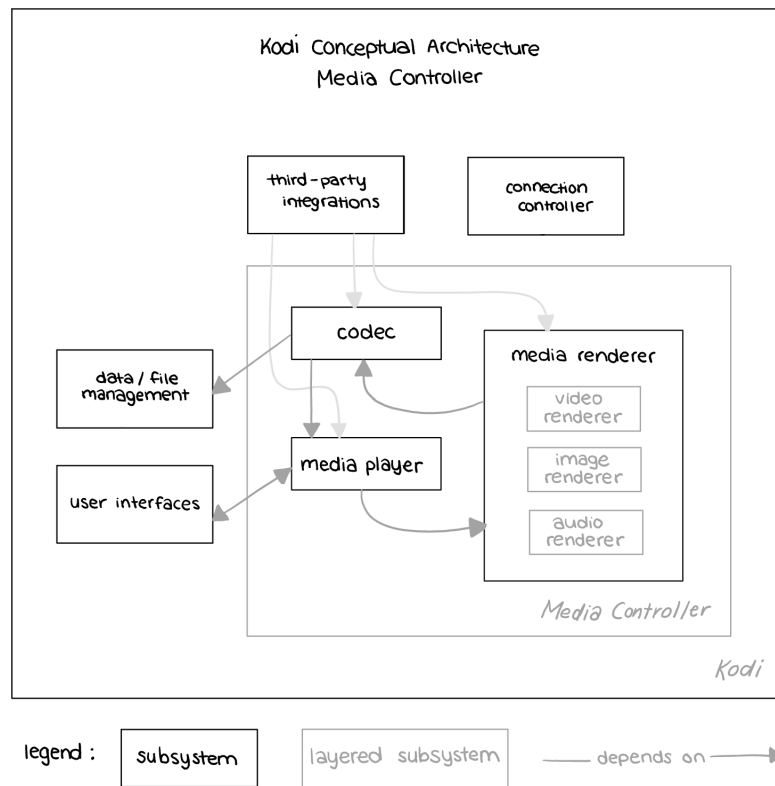 Kodi Conceptual Architecture
Media Controller
third-party
integrations
connection
controller
codec
media renderer
data / file
management
video
renderer
image
renderer
media player
user interfaces
audio
renderer
Media Controller
Kodi
legend :
subsystem
layered subsystem
depends on